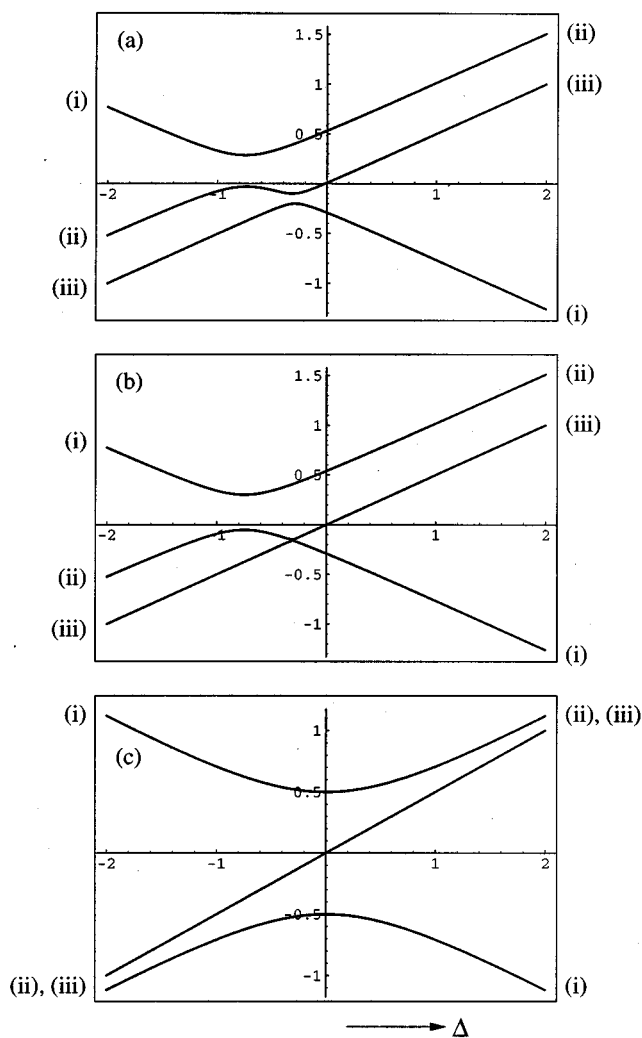 (a)
1.5
(ii)
1
(iii)
(i)
0.5
-2
-1
1
2
(ii)
-0.5
(iii)
-1
(i)
(b)
1.5
(ii)
1
(iii)
(i)
0.5
-2
-1
1
2
(ii)
-0.5
(iii)
-1
(i)
(i)
(ii), (iii)
1
(c)
0.5
-2
-1
1
2
-0.5
(ii), (iii)
-1
(i)
Δ